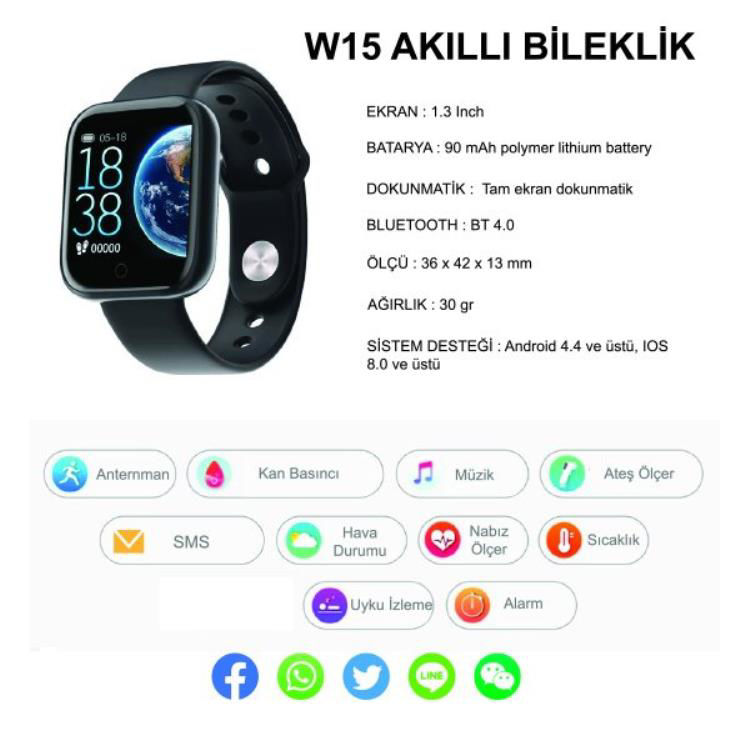 W15 AKILLI BİLEKLİK
05-18
18
38
00000
EKRAN : 1.3 Inch
BATARYA : 90 mAh polymer lithium battery
DOKUNMATİK : Tam ekran dokunmatik
BLUETOOTH : BT 4.0
ÖLÇÜ : 36 x 42 x 13 mm
AĞIRLIK : 30 gr
SİSTEM DESTEĞİ : Android 4.4 ve üstü, IOS
8.0 ve üstü
Anternman
Kan Basıncı
Müzik
Ateş Ölçer
SMS
Hava
Durumu
Nabız
Ölçer
Sıcaklık
Uyku İzleme
Alarm
LINE